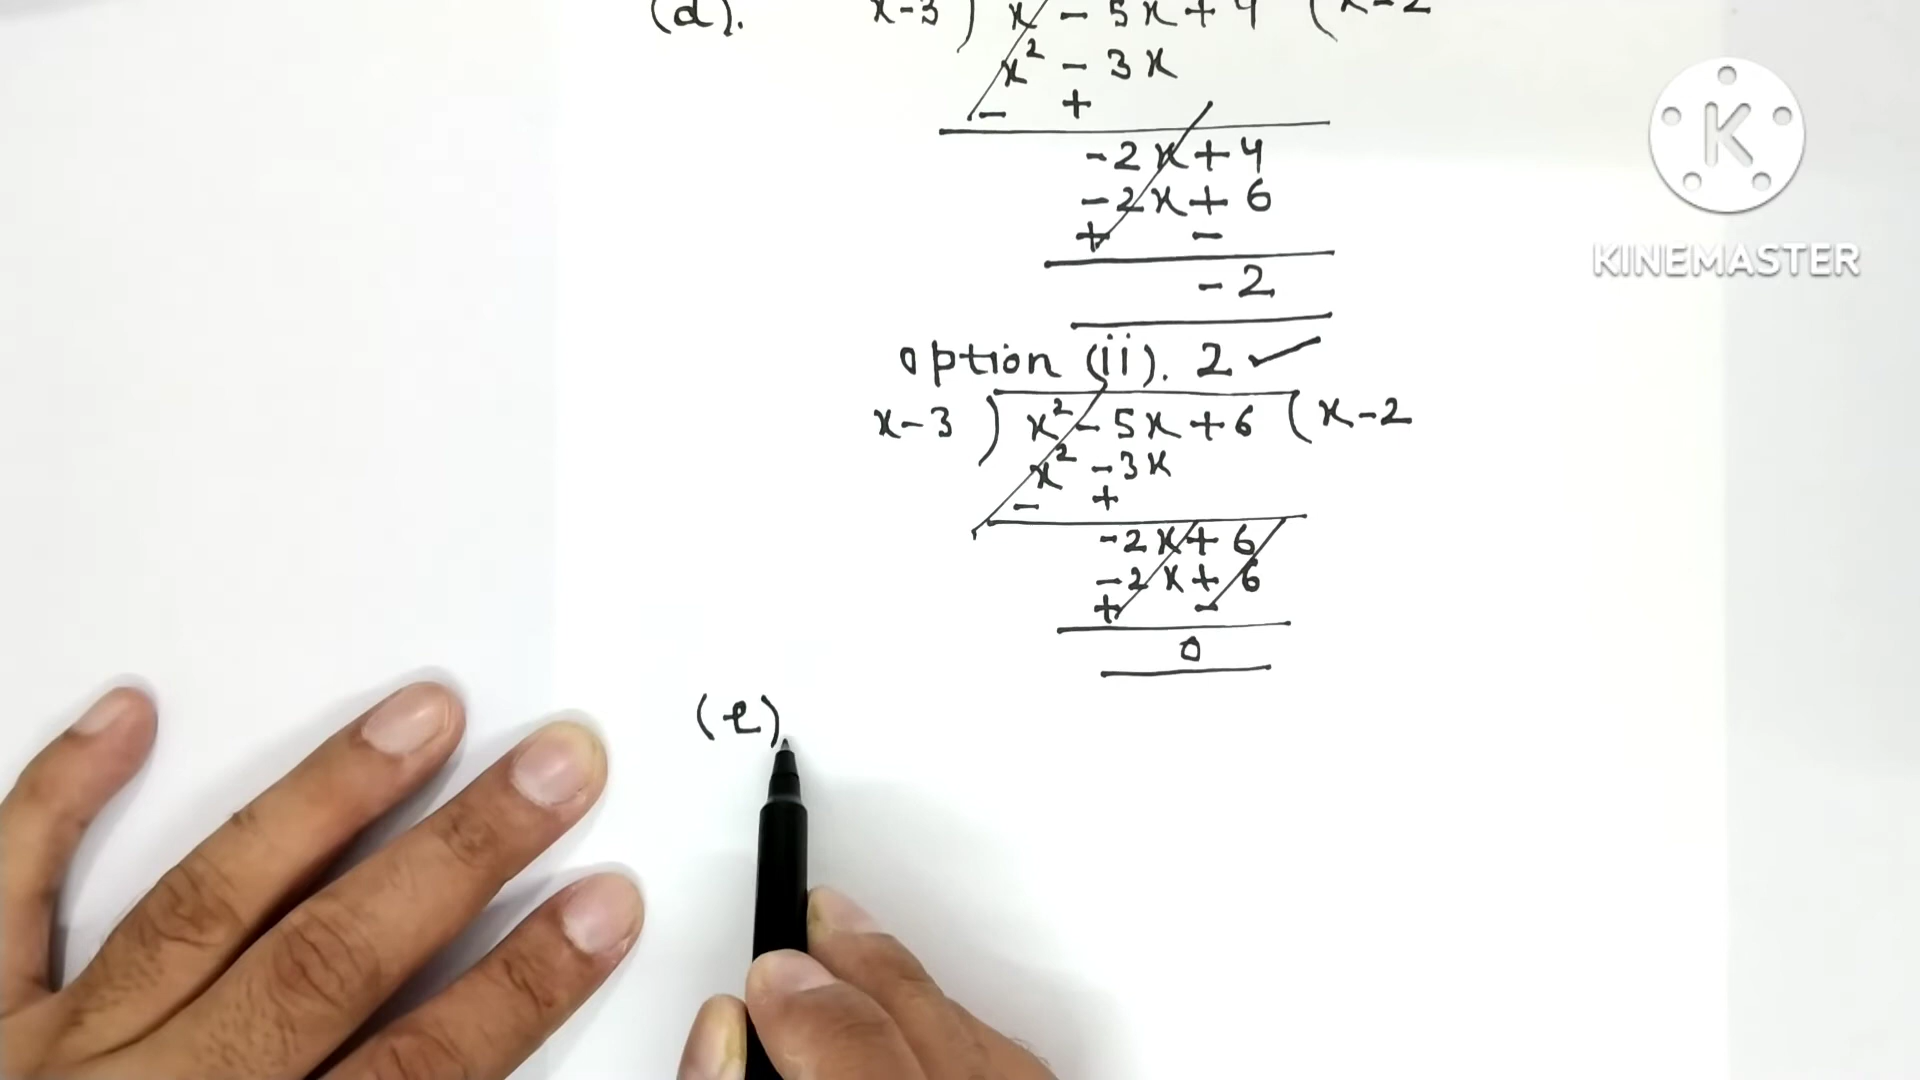 (d). x-3 ) x² - 5x + 4 ( x-2
x² - 3x
- +
-2x + 4
-2x + 6
+ -
-2
option (ii). 2 ✓
x-3 ) x² - 5x + 6 ( x-2
x² - 3x
- +
-2x + 6
-2x + 6
+ -
0
(e)
K
KINEMASTER